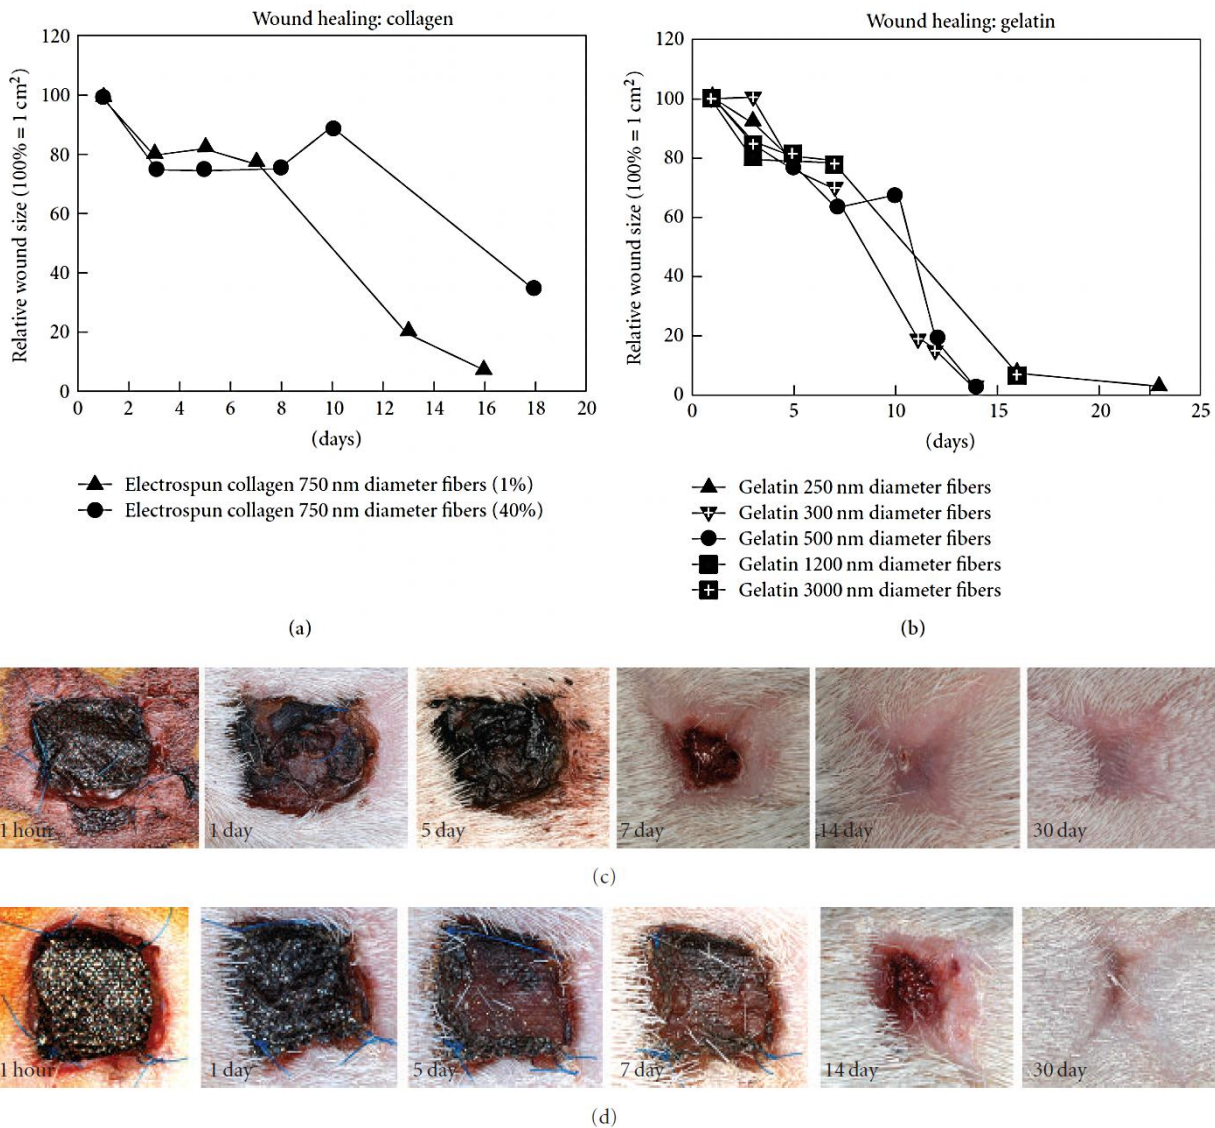 Wound healing: collagen
120
100
80
60
40
20
0
Relative wound size (100% = 1 cm²)
0 2 4 6 8 10 12 14 16 18 20
(days)
Electrospun collagen 750 nm diameter fibers (1%)
Electrospun collagen 750 nm diameter fibers (40%)
(a)
Wound healing: gelatin
120
100
80
60
40
20
0
Relative wound size (100% = 1 cm²)
0 5 10 15 20 25
(days)
Gelatin 250 nm diameter fibers
Gelatin 300 nm diameter fibers
Gelatin 500 nm diameter fibers
Gelatin 1200 nm diameter fibers
Gelatin 3000 nm diameter fibers
(b)
1 hour 1 day 5 day 7 day 14 day 30 day
(c)
1 hour 1 day 5 day 7 day 14 day 30 day
(d)